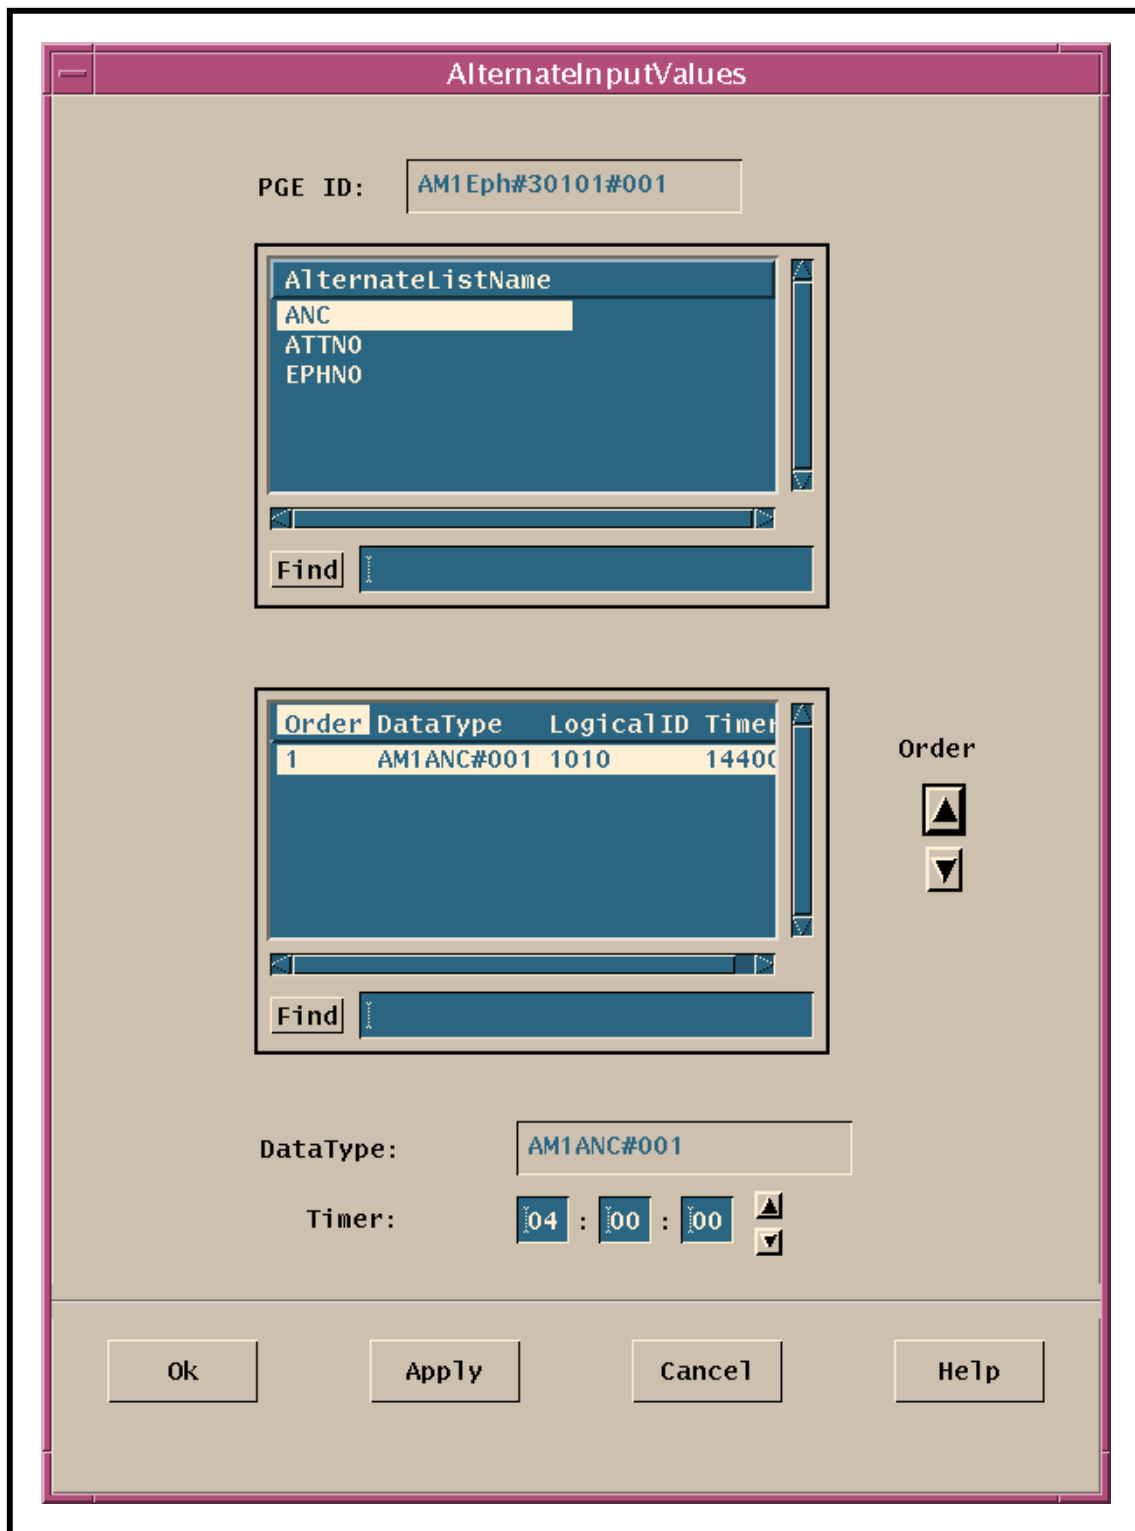 AlternateInputValues
PGE ID: AM1Eph#30101#001
AlternateListName
ANC
ATTN0
EPHN0
Find
Order DataType LogicalID Timer
1 AM1ANC#001 1010 1440
Order
Find
DataType: AM1ANC#001
Timer: 04 : 00 : 00
Ok Apply Cancel Help